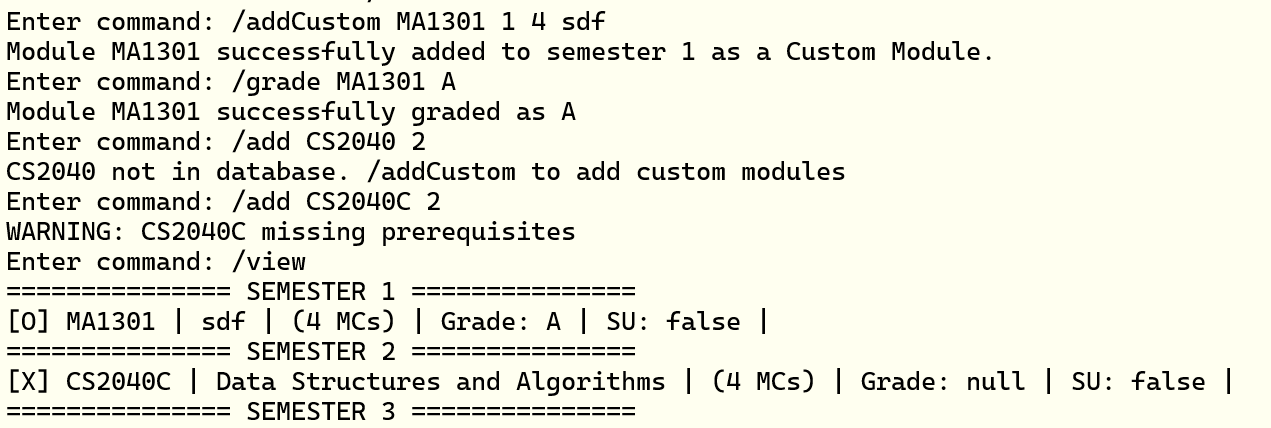 Enter command: /addCustom MA1301 1 4 sdf
Module MA1301 successfully added to semester 1 as a Custom Module.
Enter command: /grade MA1301 A
Module MA1301 successfully graded as A
Enter command: /add CS2040 2
CS2040 not in database. /addCustom to add custom modules
Enter command: /add CS2040C 2
WARNING: CS2040C missing prerequisites
Enter command: /view
=============== SEMESTER 1 ===============
[O] MA1301 | sdf | (4 MCs) | Grade: A | SU: false |
=============== SEMESTER 2 ===============
[X] CS2040C | Data Structures and Algorithms | (4 MCs) | Grade: null | SU: false |
=============== SEMESTER 3 ===============